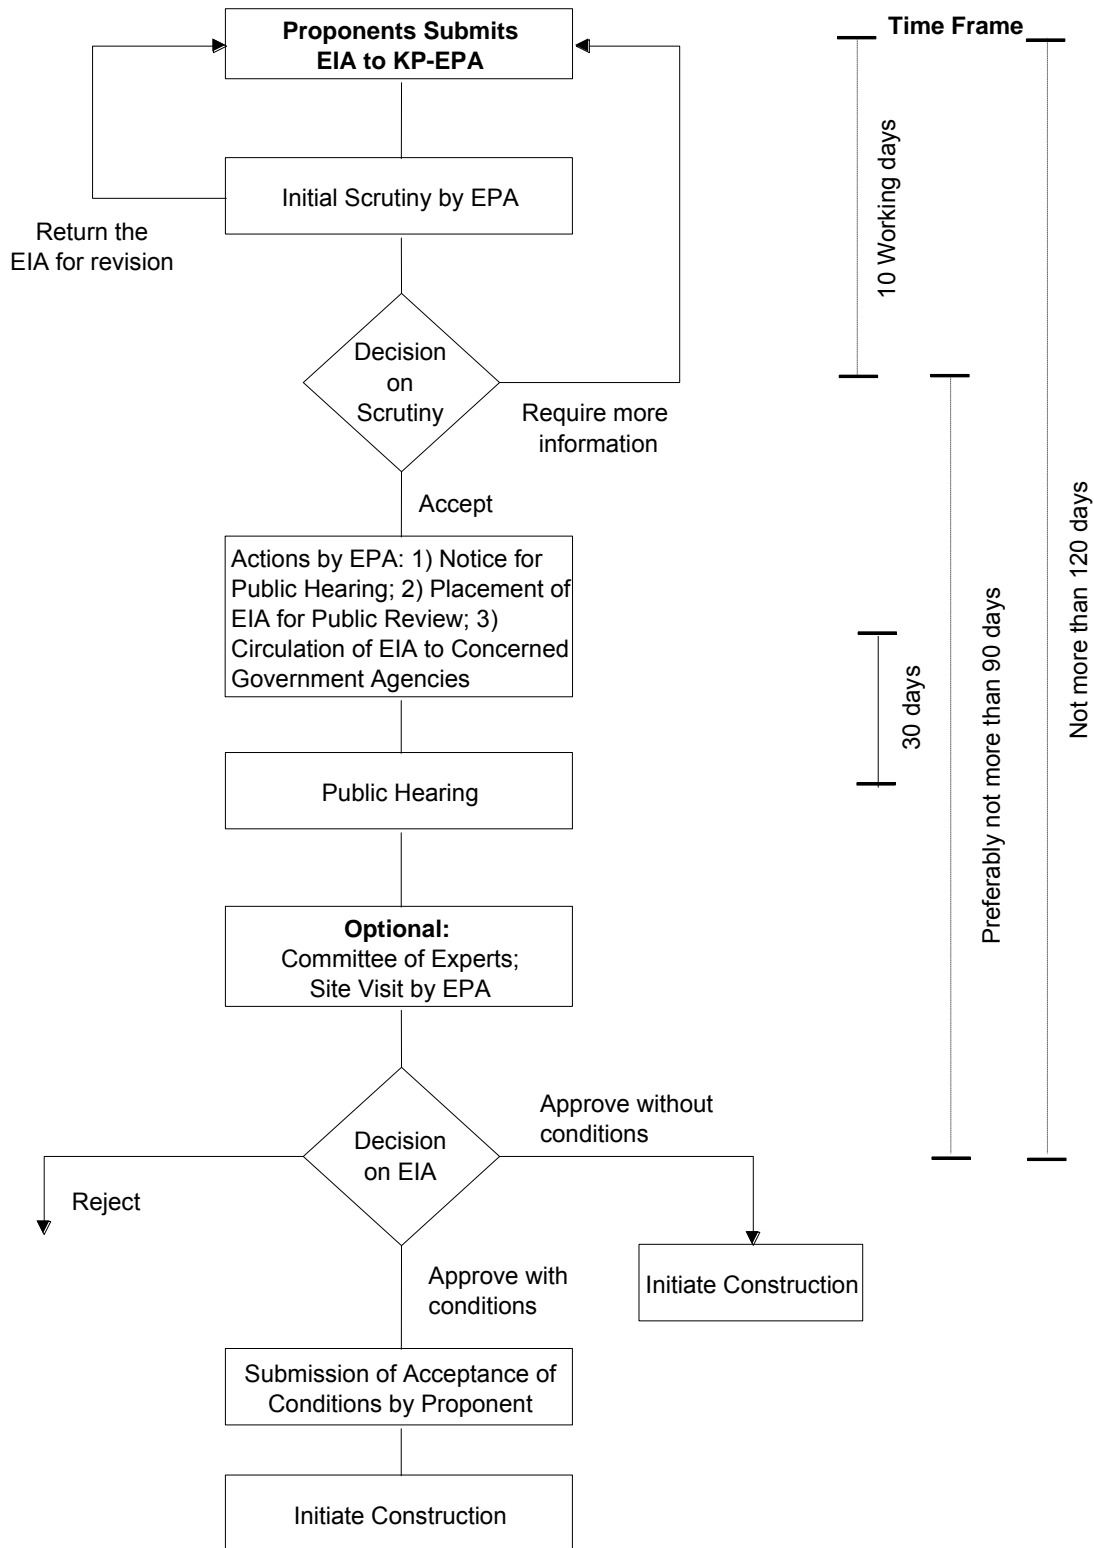 Proponents Submits
EIA to KP-EPA
Time Frame
Initial Scrutiny by EPA
Return the
EIA for revision
10 Working days
Decision
on
Scrutiny
Require more
information
Accept
Actions by EPA: 1) Notice for
Public Hearing; 2) Placement of
EIA for Public Review; 3)
Circulation of EIA to Concerned
Government Agencies
30 days
Preferably not more than 90 days
Not more than 120 days
Public Hearing
Optional:
Committee of Experts;
Site Visit by EPA
Decision
on EIA
Approve without
conditions
Reject
Initiate Construction
Approve with
conditions
Submission of Acceptance of
Conditions by Proponent
Initiate Construction